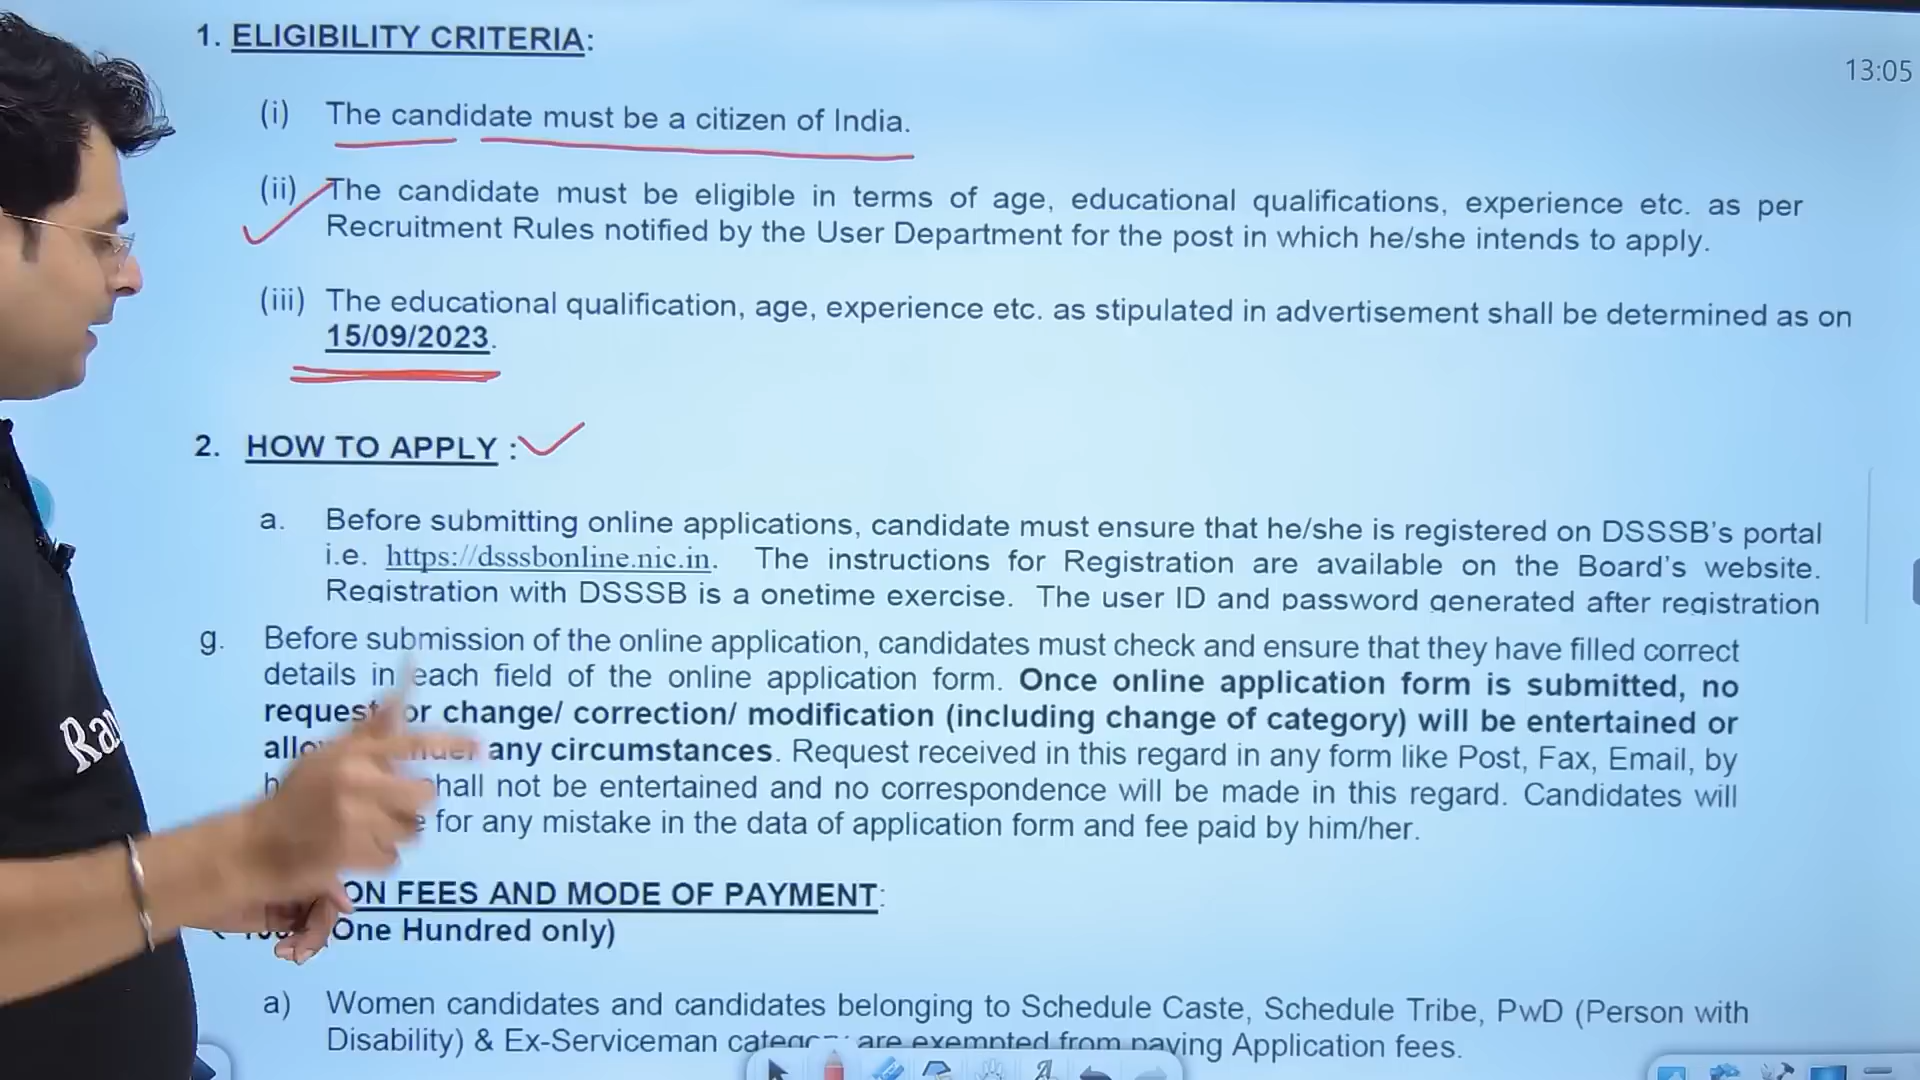 1. ELIGIBILITY CRITERIA:
13:05
(i) The candidate must be a citizen of India.
(ii) The candidate must be eligible in terms of age, educational qualifications, experience etc. as per
Recruitment Rules notified by the User Department for the post in which he/she intends to apply.
(iii) The educational qualification, age, experience etc. as stipulated in advertisement shall be determined as on
15/09/2023.
2. HOW TO APPLY :
a. Before submitting online applications, candidate must ensure that he/she is registered on DSSSB's portal
i.e. https://dsssbonline.nic.in. The instructions for Registration are available on the Board's website.
Registration with DSSSB is a onetime exercise. The user ID and password generated after registration
g. Before submission of the online application, candidates must check and ensure that they have filled correct
details in each field of the online application form. Once online application form is submitted, no
request or change/ correction/ modification (including change of category) will be entertained or
any circumstances. Request received in this regard in any form like Post, Fax, Email, by
hall not be entertained and no correspondence will be made in this regard. Candidates will
for any mistake in the data of application form and fee paid by him/her.
ON FEES AND MODE OF PAYMENT:
One Hundred only)
a) Women candidates and candidates belonging to Schedule Caste, Schedule Tribe, PwD (Person with
Disability) & Ex-Serviceman category are exempted from paying Application fees.
Ra